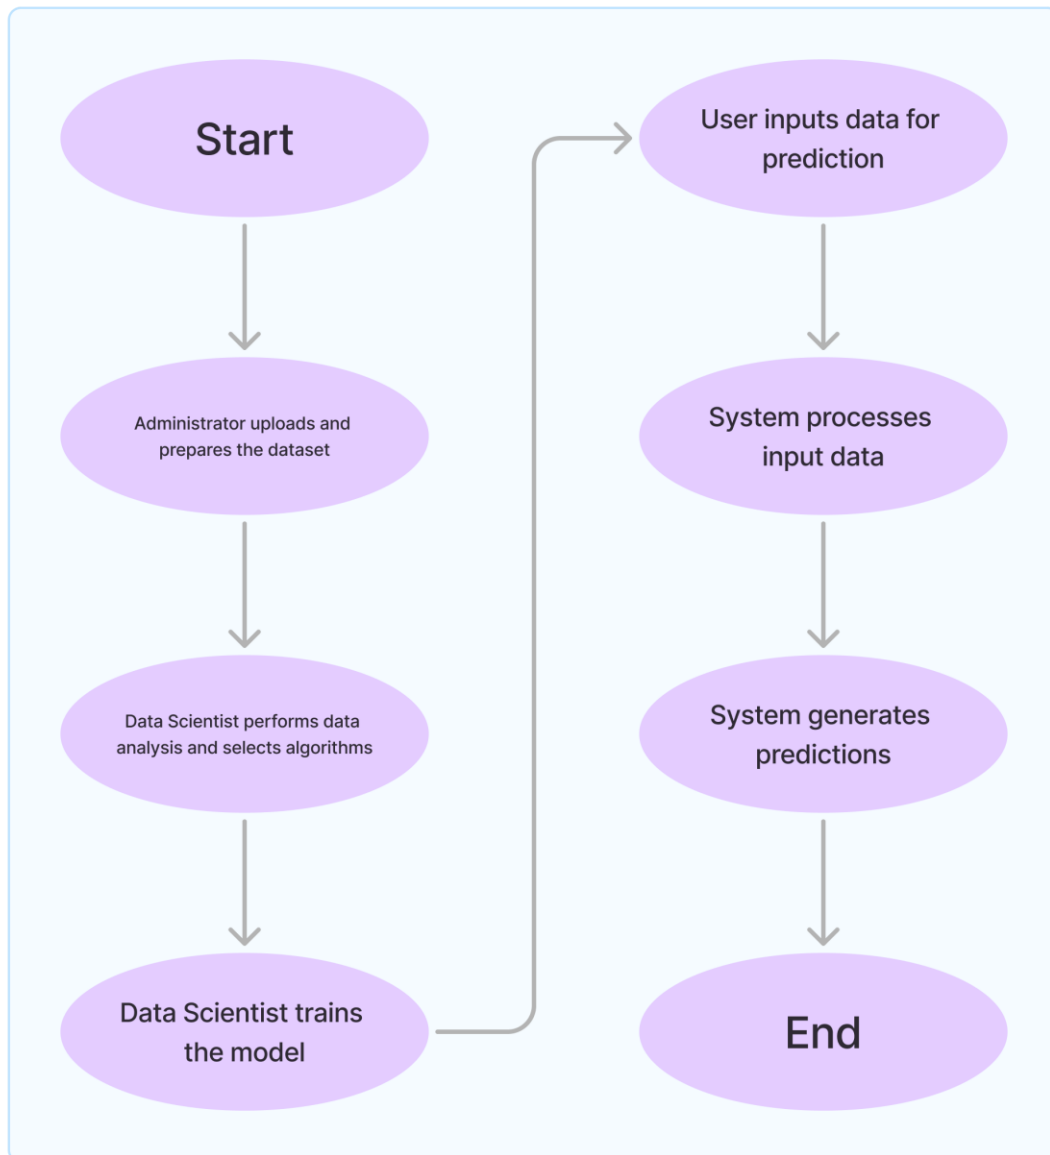 Start
Administrator uploads and
prepares the dataset
Data Scientist performs data
analysis and selects algorithms
Data Scientist trains
the model
User inputs data for
prediction
System processes
input data
System generates
predictions
End